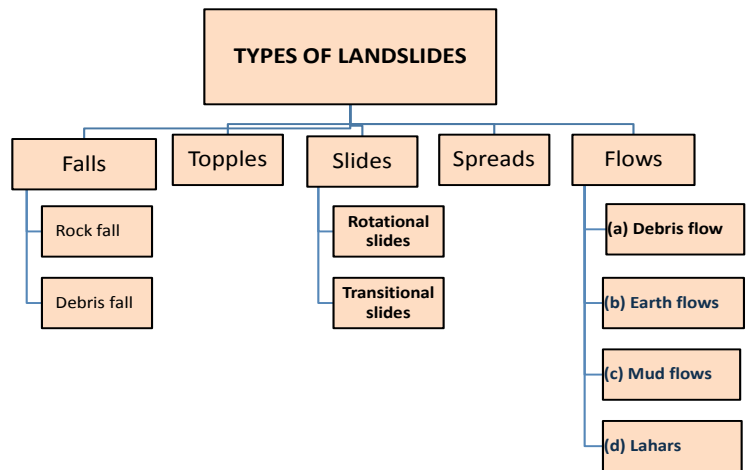 TYPES OF LANDSLIDES
Falls
Topples
Slides
Spreads
Flows
Rock fall
Debris fall
Rotational
slides
Transitional
slides
(a) Debris flow
(b) Earth flows
(c) Mud flows
(d) Lahars